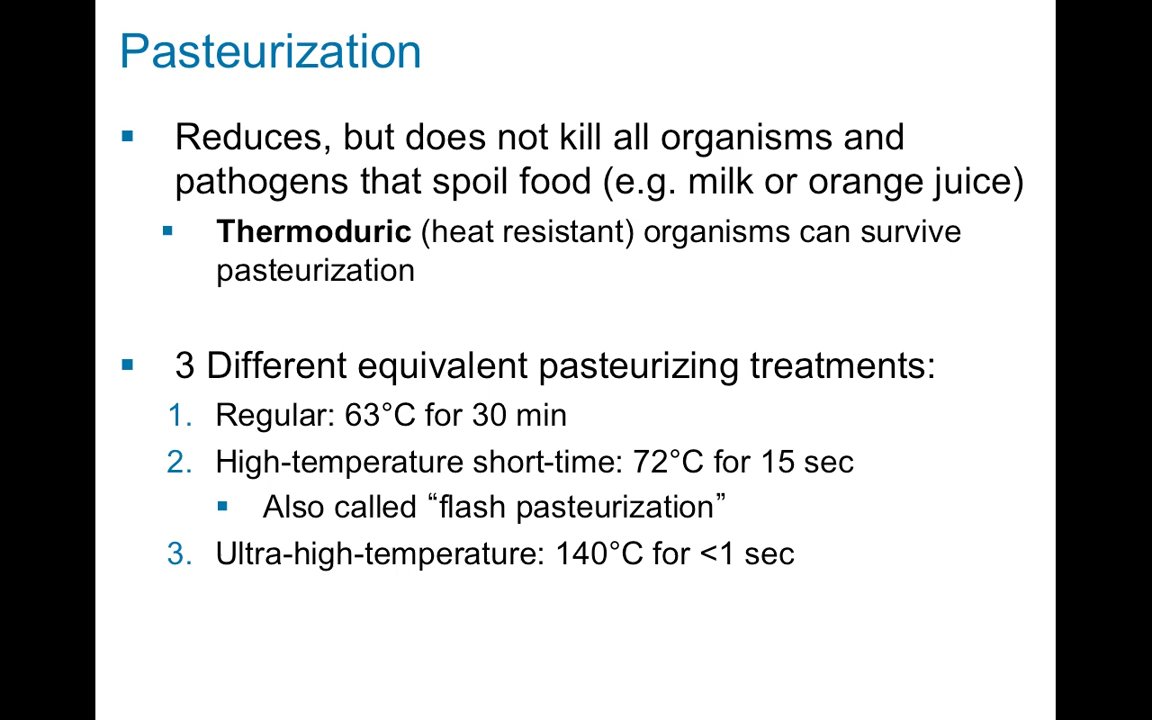 Pasteurization
▪ Reduces, but does not kill all organisms and
pathogens that spoil food (e.g. milk or orange juice)
▪ Thermoduric (heat resistant) organisms can survive
pasteurization
▪ 3 Different equivalent pasteurizing treatments:
1. Regular: 63°C for 30 min
2. High-temperature short-time: 72°C for 15 sec
▪ Also called “flash pasteurization”
3. Ultra-high-temperature: 140°C for <1 sec